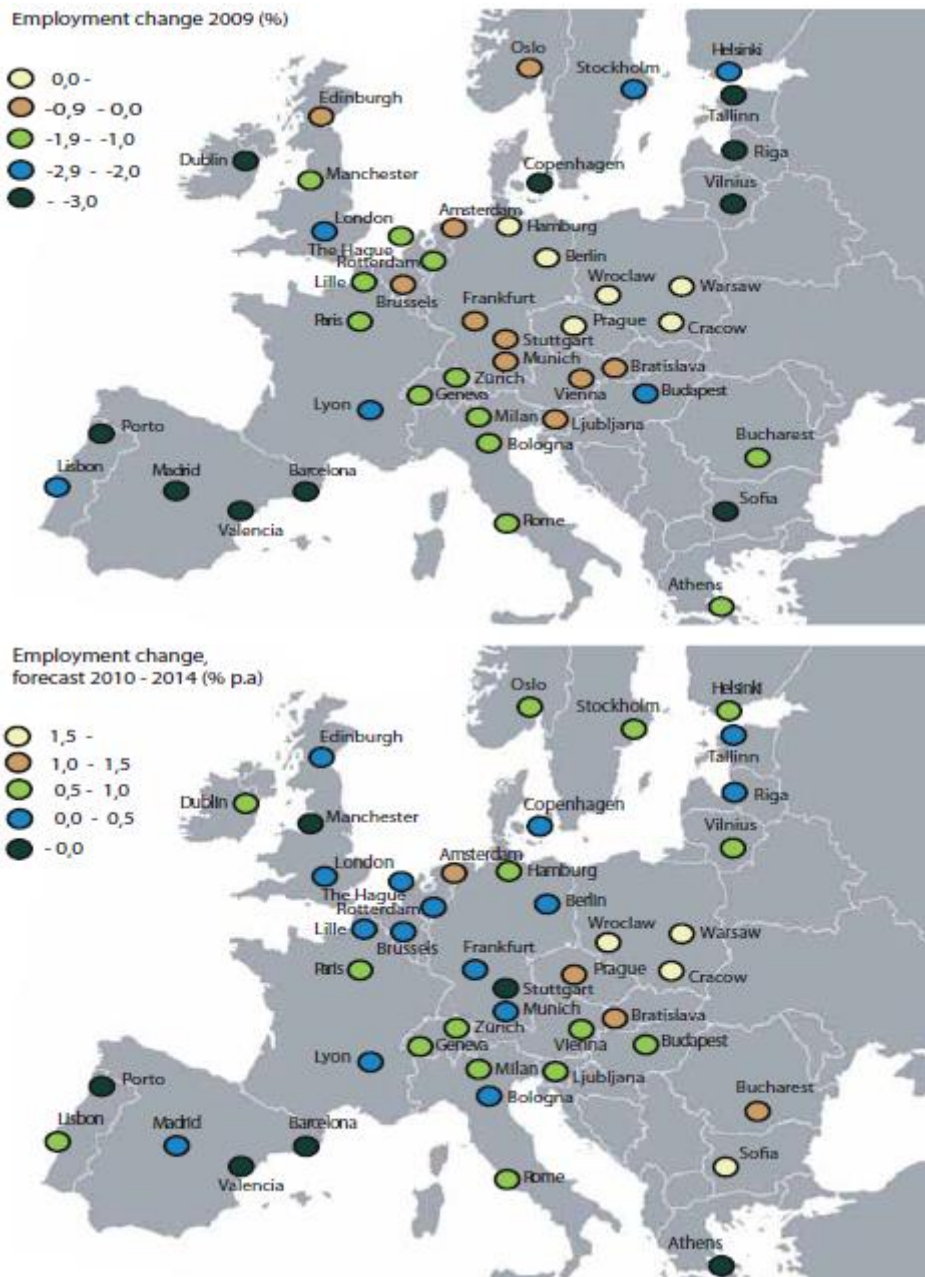 Employment change 2009 (%)
0,0 -
-0,9 - 0,0
-1,9 - -1,0
-2,9 - -2,0
- -3,0
Oslo
Helsinki
Stockholm
Edinburgh
Tallinn
Dublin
Copenhagen
Riga
Manchester
Vilnius
London
Amsterdam
Hamburg
The Hague
Rotterdam
Berlin
Lille
Brussels
Wroclaw
Warsaw
Frankfurt
Paris
Prague
Cracow
Stuttgart
Munich
Bratislava
Zürich
Vienna
Budapest
Geneva
Lyon
Milan
Ljubljana
Porto
Bologna
Bucharest
Lisbon
Madrid
Barcelona
Sofia
Valencia
Rome
Athens
Employment change,
forecast 2010 - 2014 (% p.a)
1,5 -
1,0 - 1,5
0,5 - 1,0
0,0 - 0,5
- 0,0
Oslo
Helsinki
Stockholm
Edinburgh
Tallinn
Dublin
Copenhagen
Riga
Manchester
Vilnius
London
Amsterdam
Hamburg
The Hague
Rotterdam
Berlin
Lille
Brussels
Wroclaw
Warsaw
Frankfurt
Paris
Prague
Cracow
Stuttgart
Munich
Bratislava
Zürich
Vienna
Budapest
Geneva
Lyon
Milan
Ljubljana
Porto
Bologna
Bucharest
Lisbon
Madrid
Barcelona
Sofia
Valencia
Rome
Athens